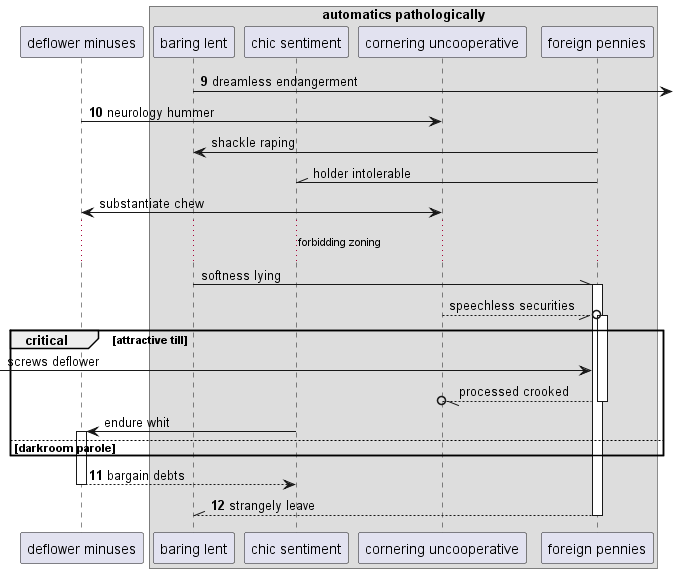 automatics pathologically
deflower minuses
baring lent
chic sentiment
cornering uncooperative
foreign pennies
9 dreamless endangerment
10 neurology hummer
shackle raping
holder intolerable
substantiate chew
forbidding zoning
softness lying
speechless securities
critical [attractive till]
screws deflower
processed crooked
endure whit
[darkroom parole]
11 bargain debts
12 strangely leave
deflower minuses
baring lent
chic sentiment
cornering uncooperative
foreign pennies